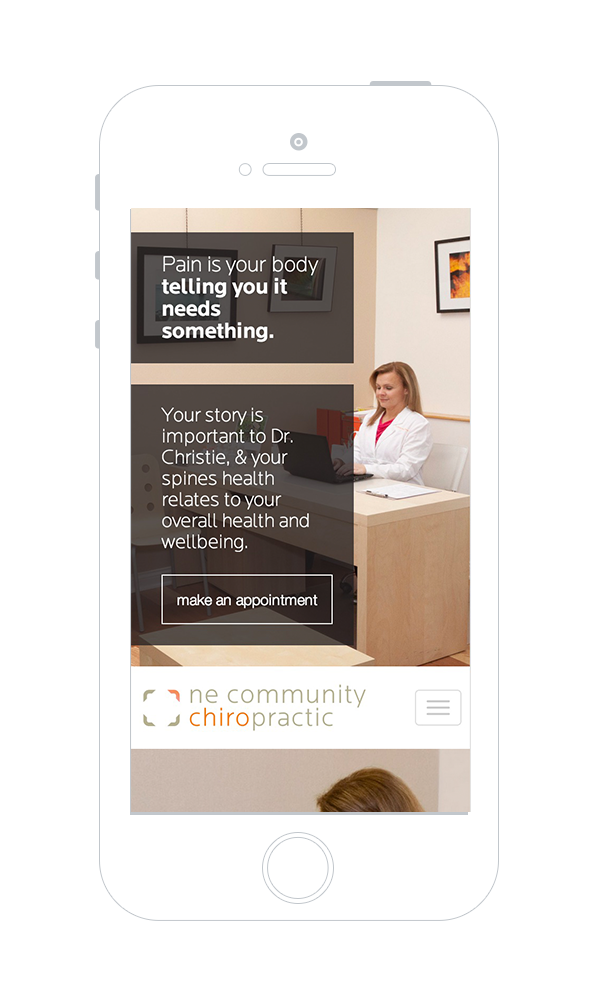 Pain is your body
telling you it
needs
something.
Your story is
important to Dr.
Christie, & your
spines health
relates to your
overall health and
wellbeing.
make an appointment
ne community
chiropractic